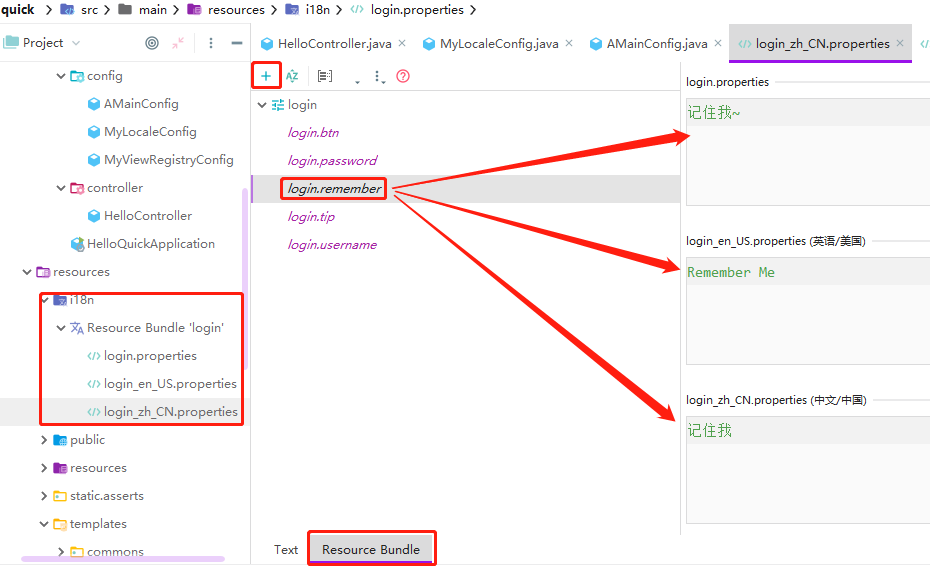 quick > src > main > resources > i18n > login.properties >
Project
HelloController.java × MyLocaleConfig.java × AMainConfig.java × login_zh_CN.properties ×
config
AMainConfig
MyLocaleConfig
MyViewRegistryConfig
controller
HelloController
HelloQuickApplication
resources
i18n
Resource Bundle 'login'
login.properties
login_en_US.properties
login_zh_CN.properties
public
resources
static.asserts
templates
commons
login
login.btn
login.password
login.remember
login.tip
login.username
Text Resource Bundle
login.properties
记住我~
login_en_US.properties (英语/美国)
Remember Me
login_zh_CN.properties (中文/中国)
记住我